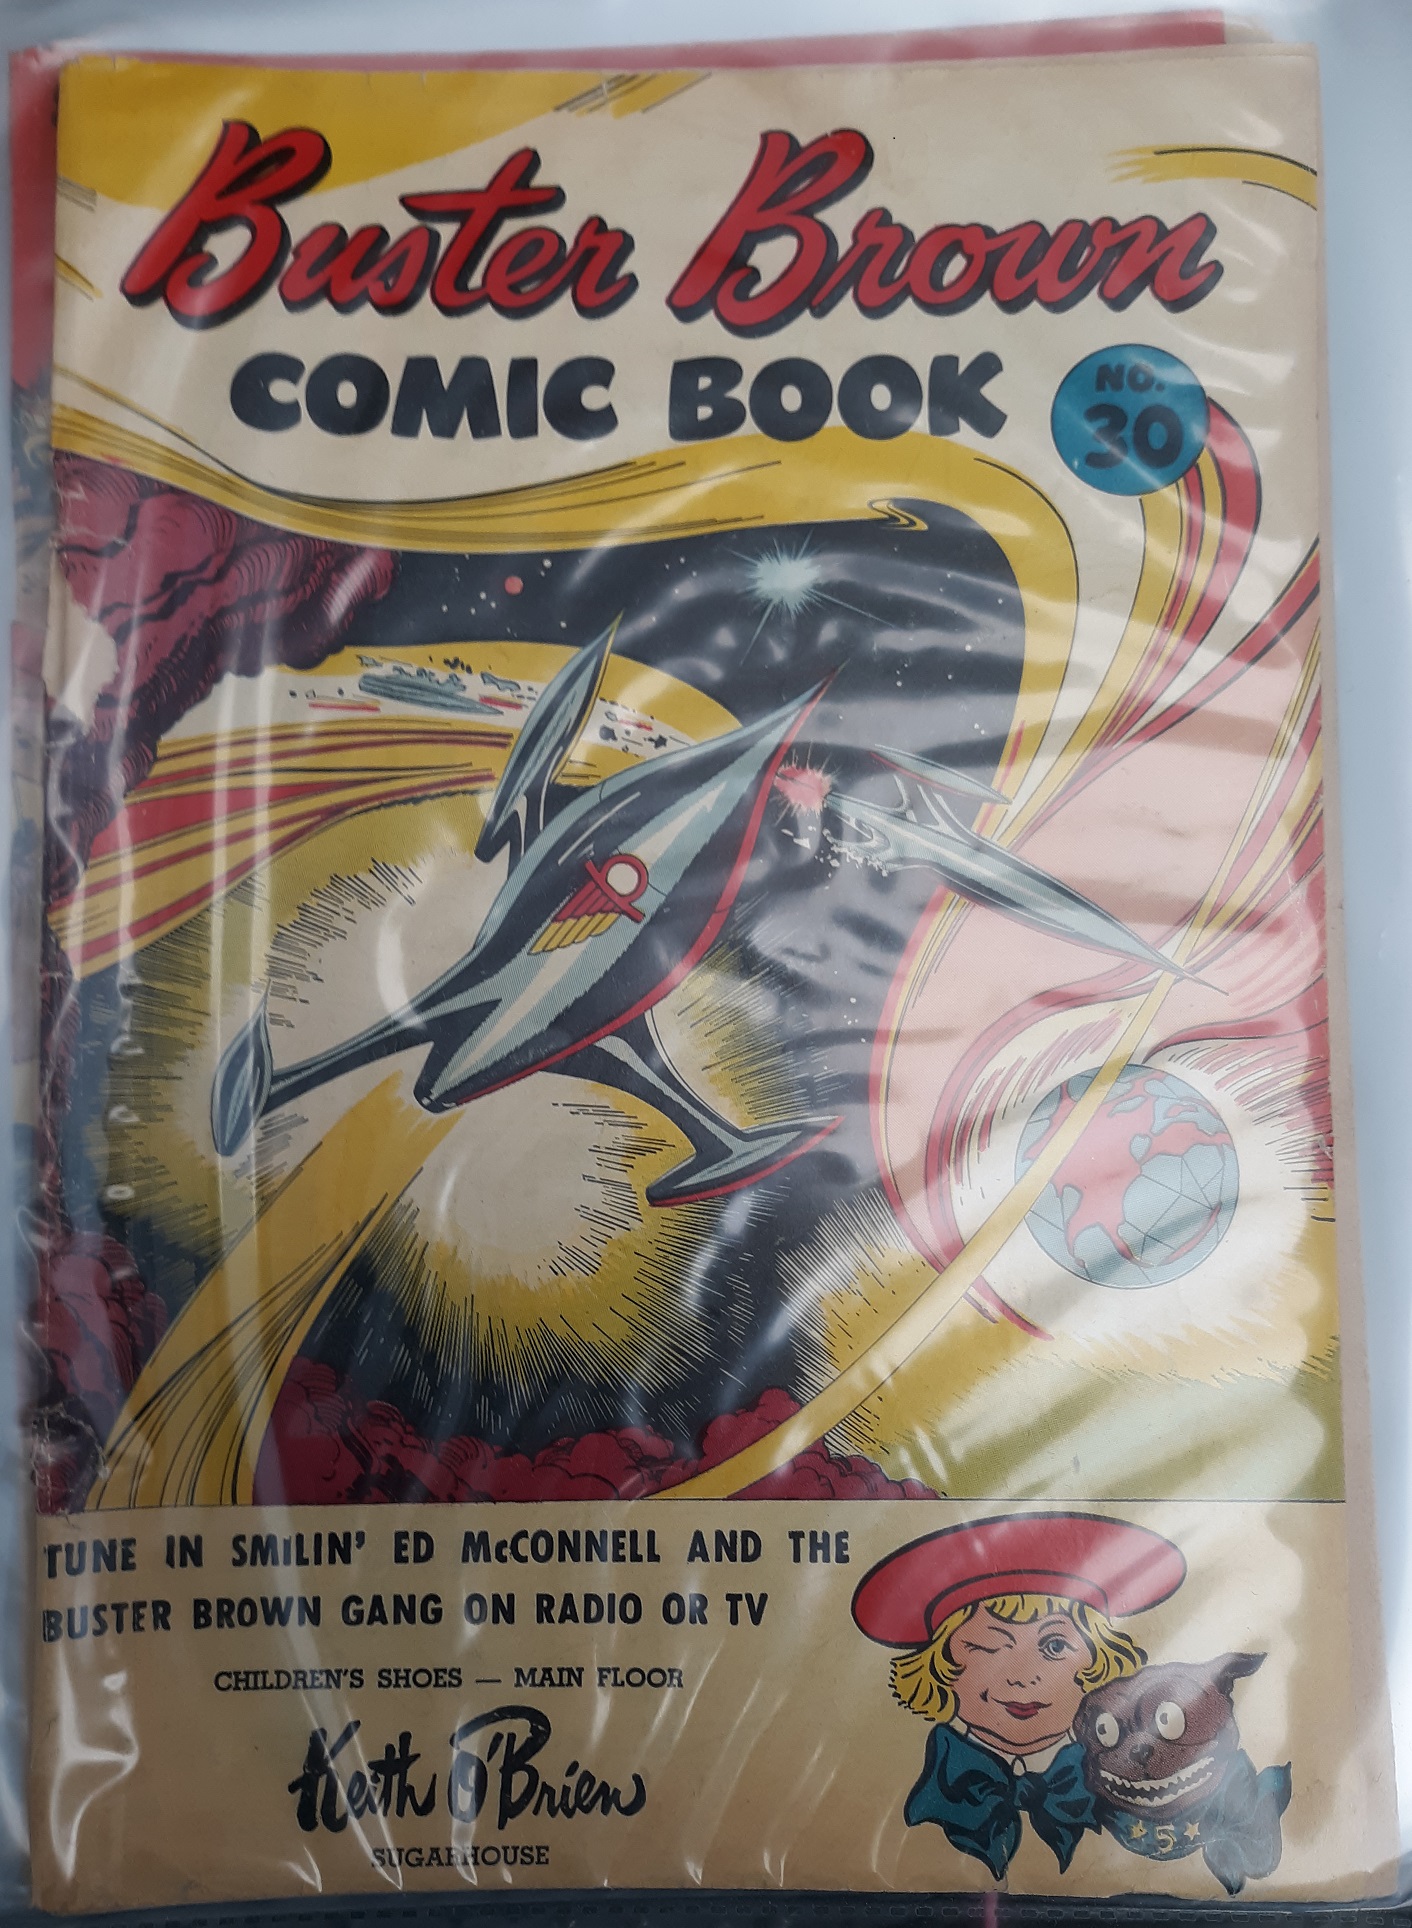 Buster Brown
COMIC BOOK
NO.
30
TUNE IN SMILIN' ED McCONNELL AND THE
BUSTER BROWN GANG ON RADIO OR TV
CHILDREN'S SHOES — MAIN FLOOR
Keith O'Brien
SUGARHOUSE
5